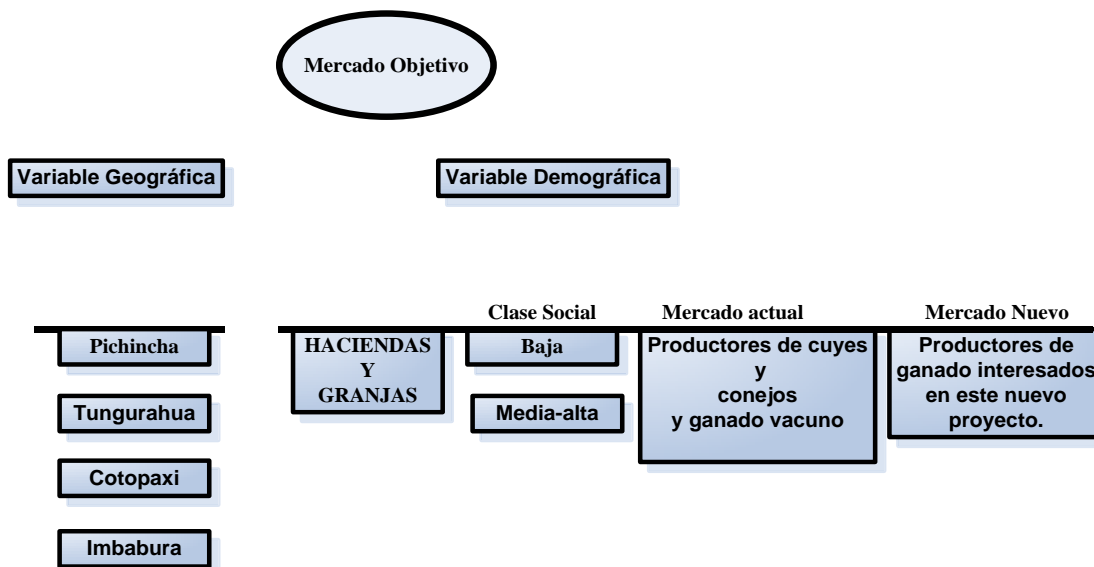 Mercado Objetivo
Variable Geográfica
Variable Demográfica
Clase Social
Mercado actual
Mercado Nuevo
Pichincha
Tungurahua
Cotopaxi
Imbabura
HACIENDAS
Y
GRANJAS
Baja
Media-alta
Productores de cuyes
y
conejos
y ganado vacuno
Productores de
ganado interesados
en este nuevo
proyecto.